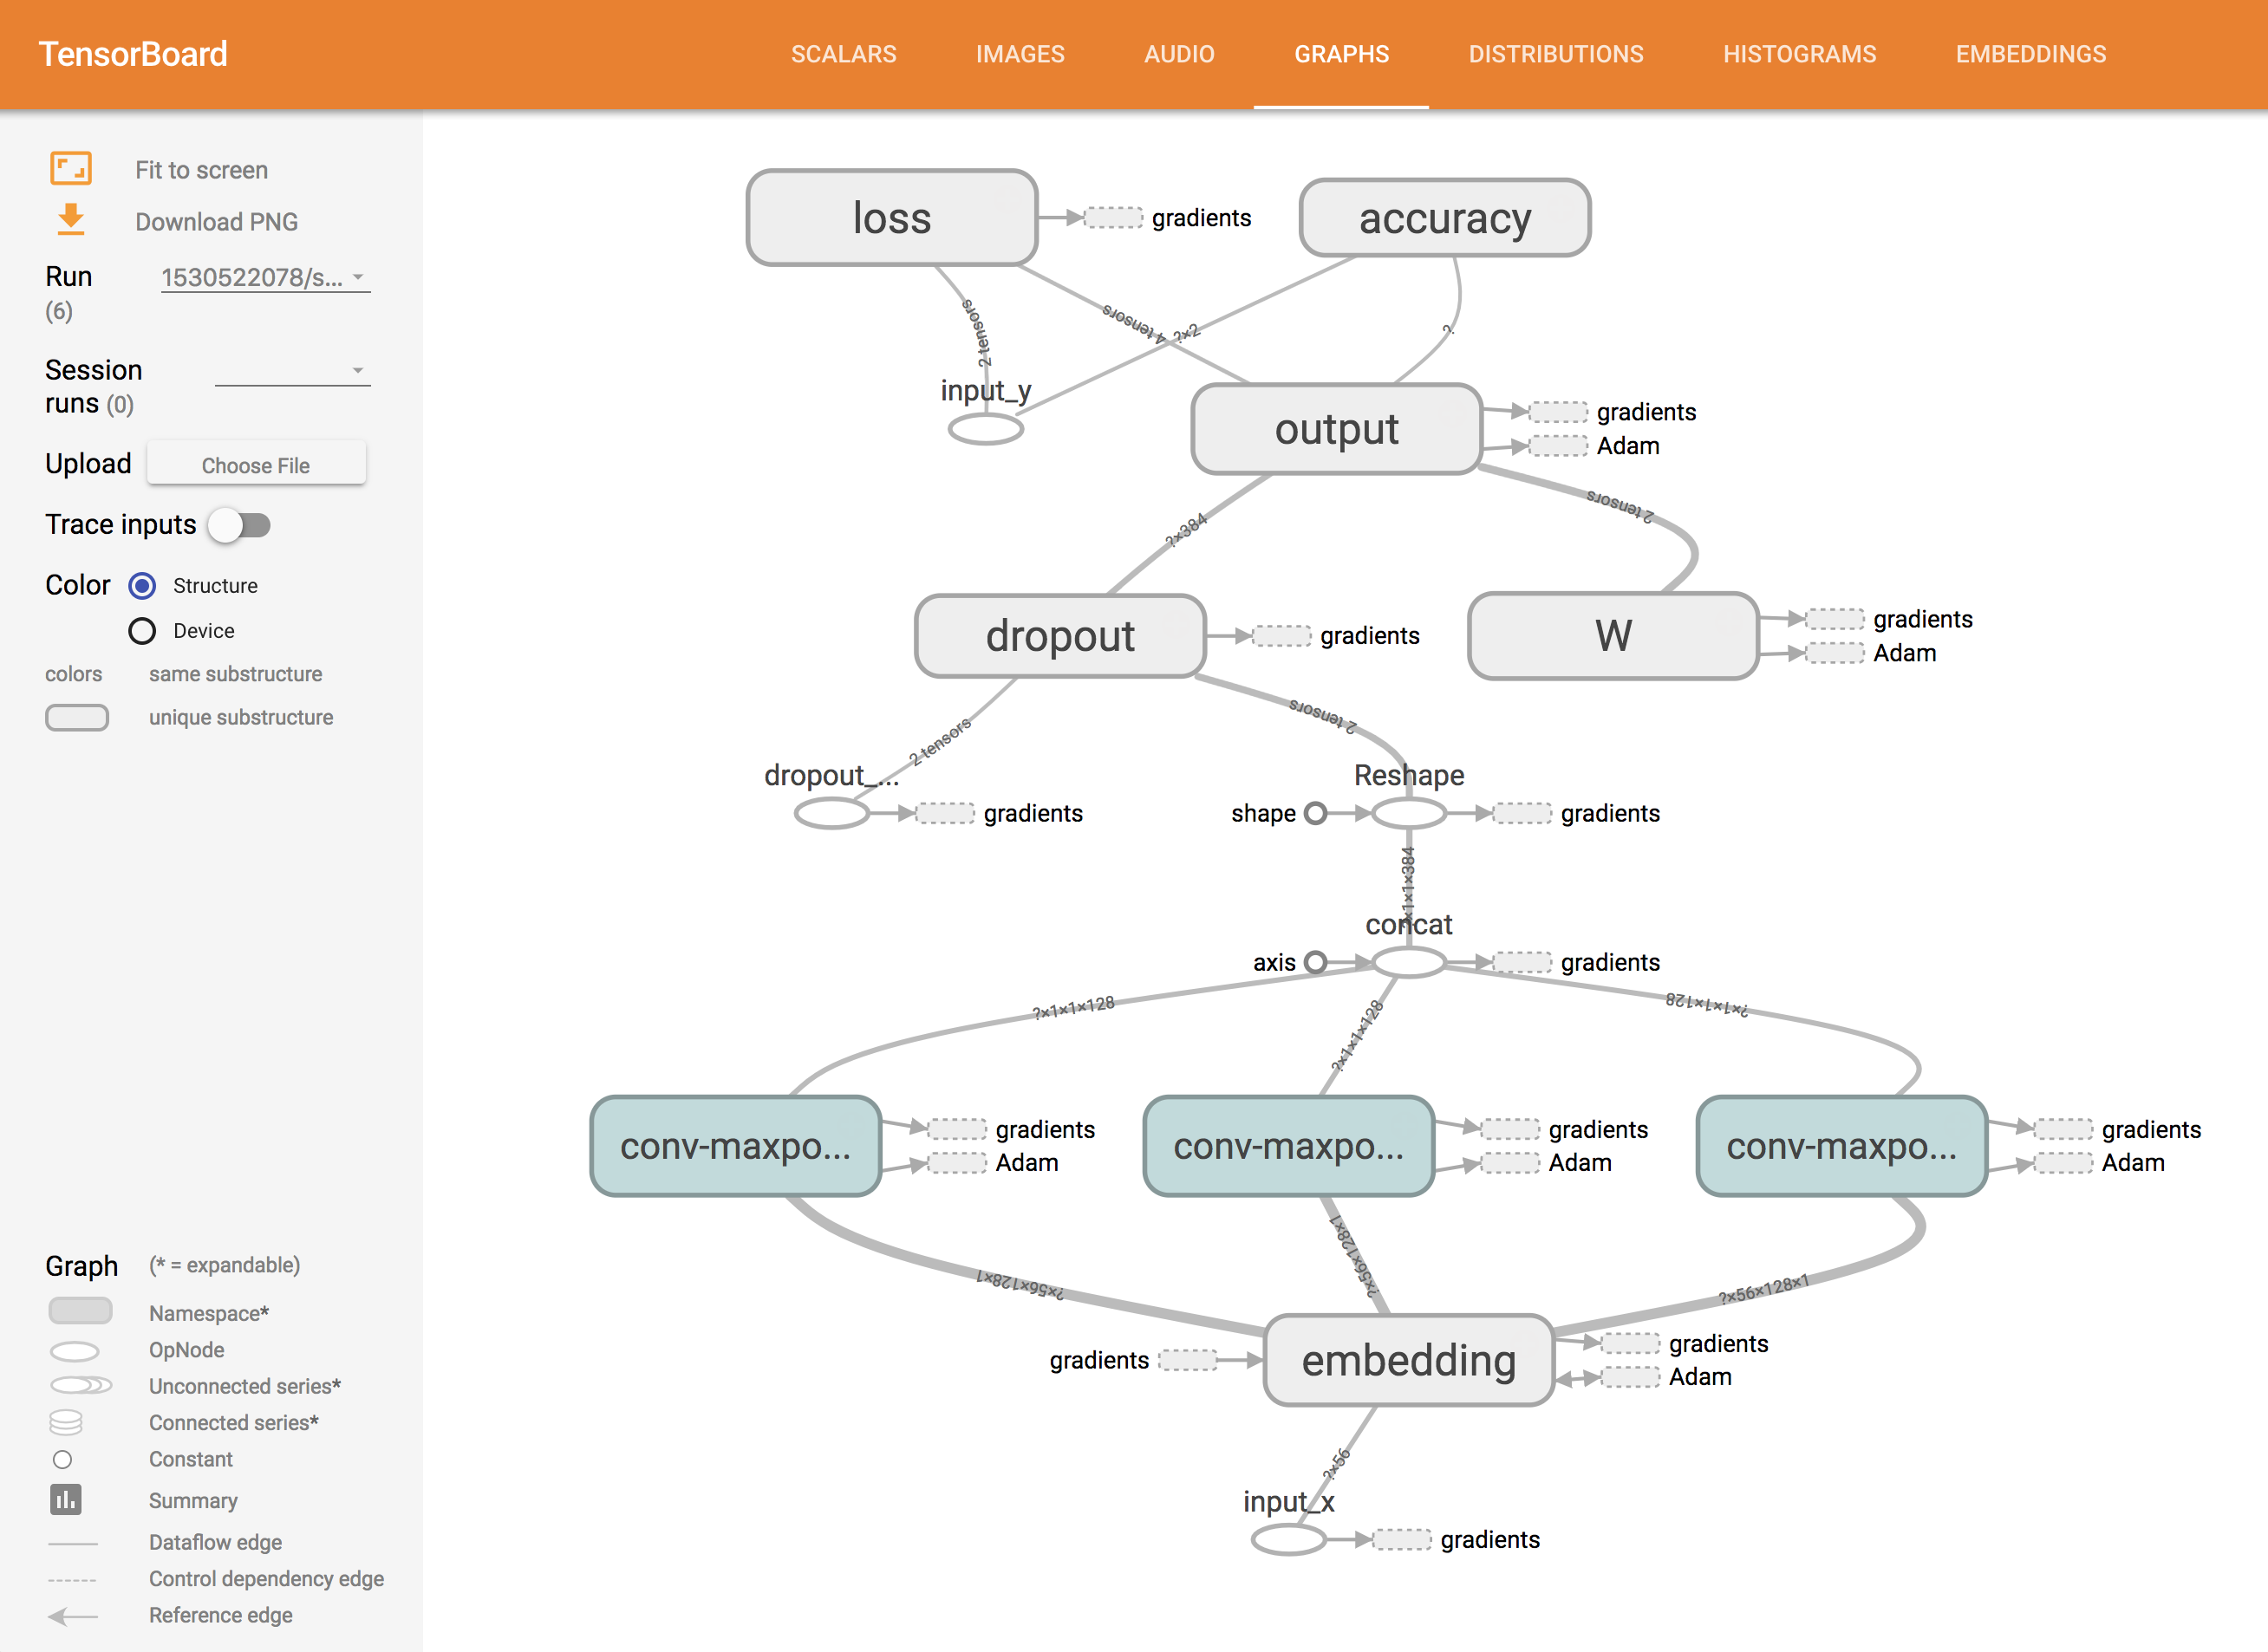 TensorBoard
SCALARS
IMAGES
AUDIO
GRAPHS
DISTRIBUTIONS
HISTOGRAMS
EMBEDDINGS
Fit to screen
Download PNG
Run
(6)
1530522078/s...
Session
runs (0)
Upload
Choose File
Trace inputs
Color
Structure
Device
colors
same substructure
unique substructure
Graph
(* = expandable)
Namespace*
OpNode
Unconnected series*
Connected series*
Constant
Summary
Dataflow edge
Control dependency edge
Reference edge
loss
gradients
accuracy
2 tensors
4 tensors
?×2
?
input_y
output
gradients
Adam
?×384
2 tensors
dropout
gradients
W
gradients
Adam
2 tensors
2 tensors
dropout_...
gradients
Reshape
shape
gradients
?×1×1×384
concat
axis
gradients
?×1×1×128
?×1×1×128
?×1×1×128
conv-maxpo...
gradients
Adam
conv-maxpo...
gradients
Adam
conv-maxpo...
gradients
Adam
?×56×128×1
?×56×128×1
?×56×128×1
gradients
embedding
gradients
Adam
?×56
input_x
gradients